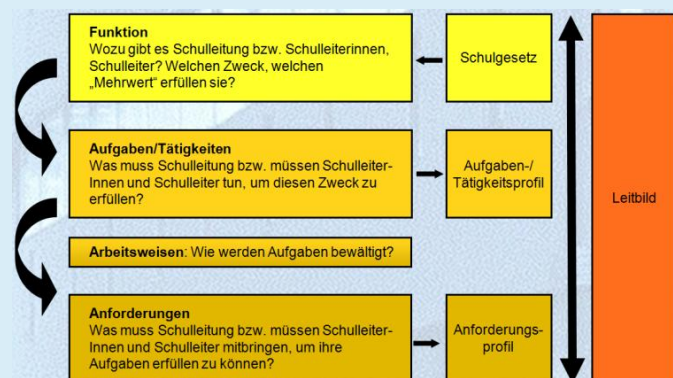 Funktion
Wozu gibt es Schulleitung bzw. Schulleiterinnen,
Schulleiter? Welchen Zweck, welchen
„Mehrwert“ erfüllen sie?
Schulgesetz
Aufgaben/Tätigkeiten
Was muss Schulleitung bzw. müssen Schulleiter-
Innen und Schulleiter tun, um diesen Zweck zu
erfüllen?
Aufgaben-/
Tätigkeitsprofil
Leitbild
Arbeitsweisen: Wie werden Aufgaben bewältigt?
Anforderungen
Was muss Schulleitung bzw. müssen Schulleiter-
Innen und Schulleiter mitbringen, um ihre
Aufgaben erfüllen zu können?
Anforderungs-
profil